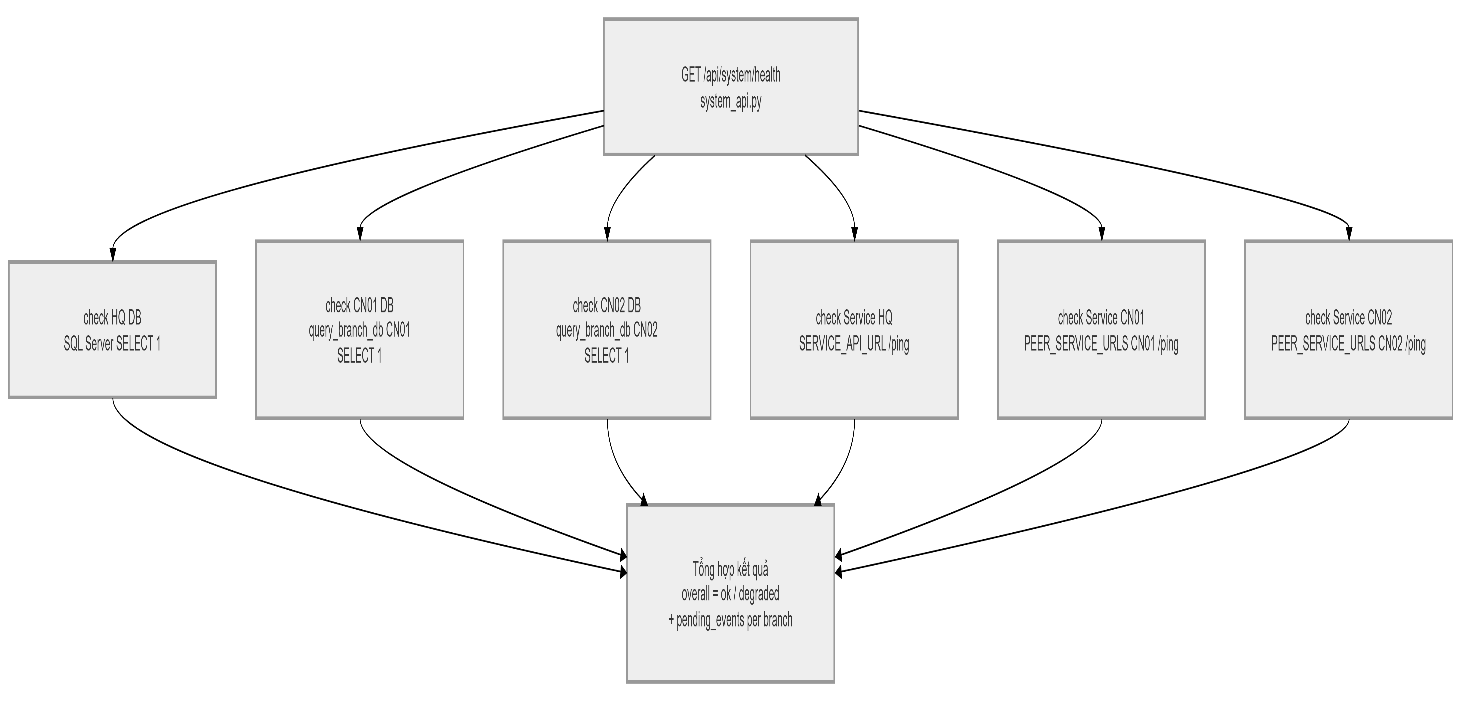 GET /api/system/health
system_api.py
check HQ DB
SQL Server SELECT 1
check CN01 DB
query_branch_db CN01
SELECT 1
check CN02 DB
query_branch_db CN02
SELECT 1
check Service HQ
SERVICE_API_URL /ping
check Service CN01
PEER_SERVICE_URLS CN01 /ping
check Service CN02
PEER_SERVICE_URLS CN02 /ping
Tổng hợp kết quả
overall = ok / degraded
+ pending_events per branch